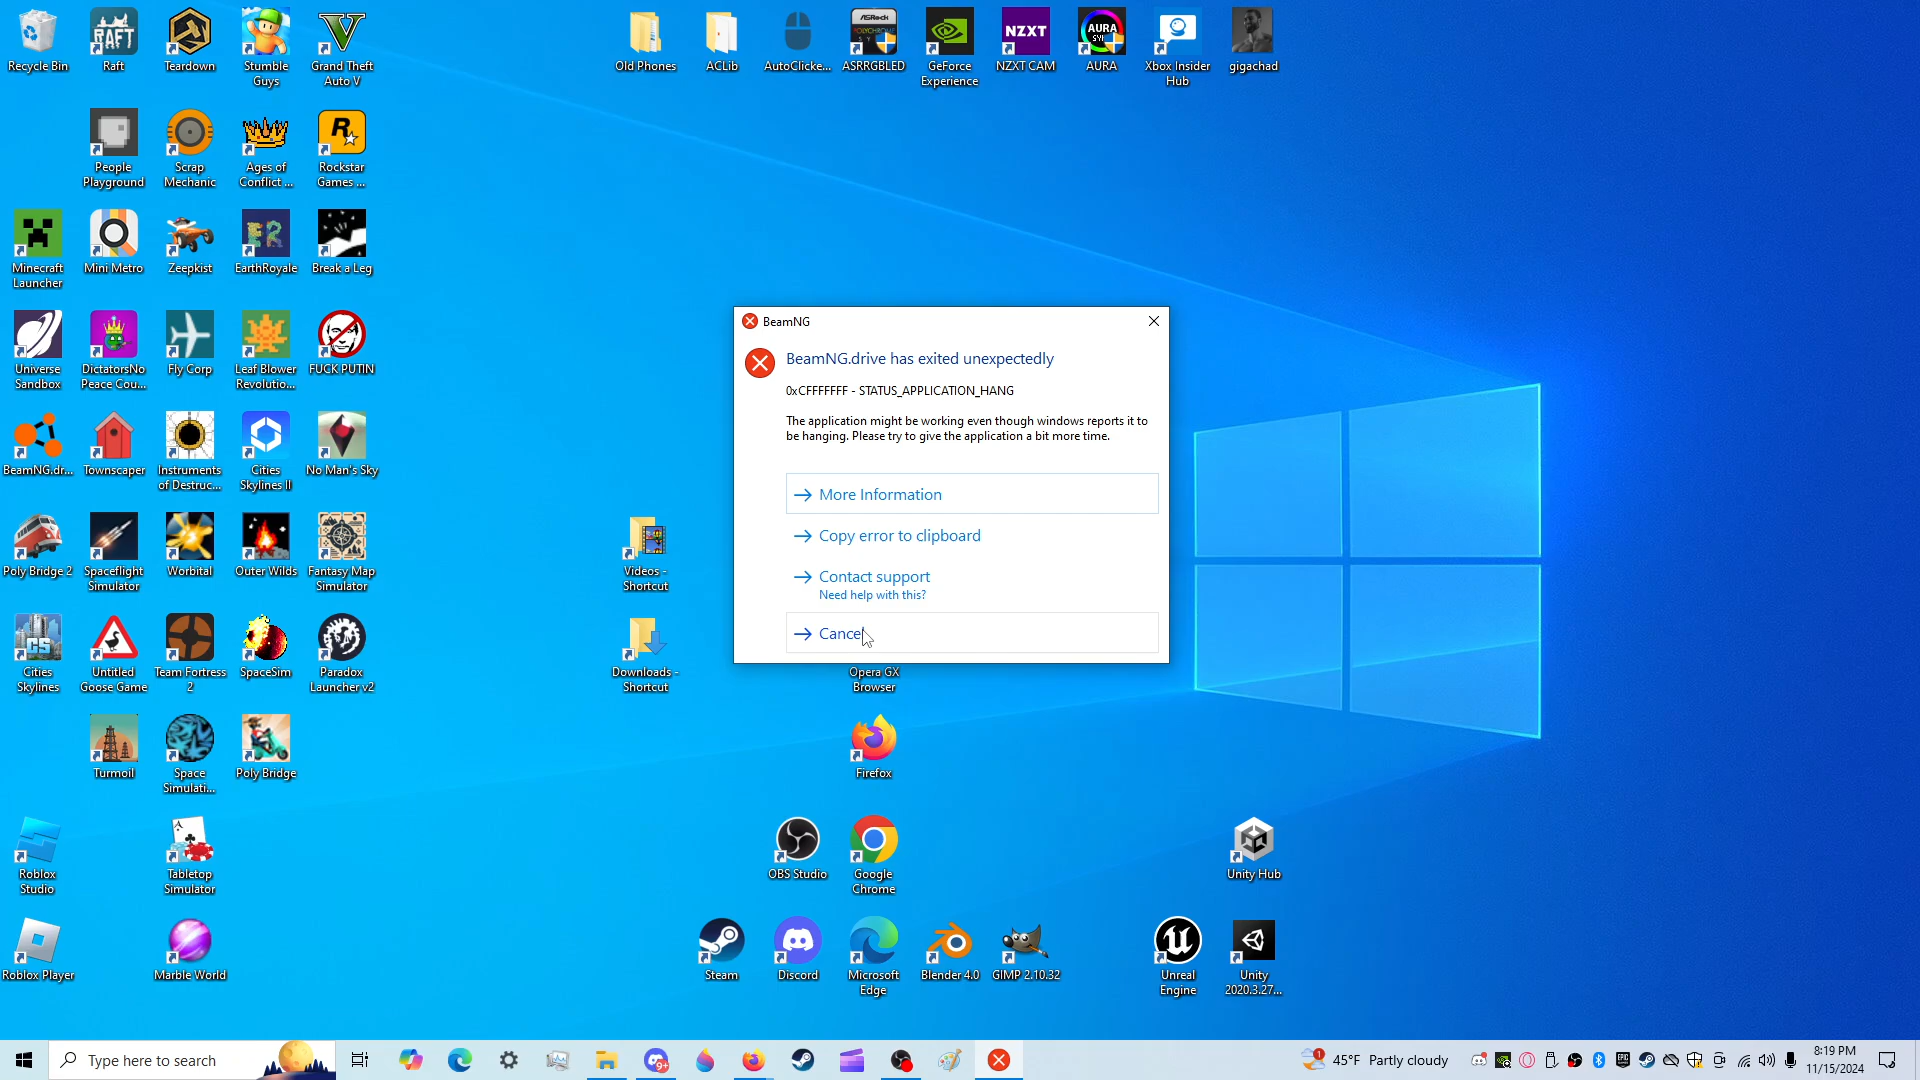 Recycle Bin
RAFT
Raft
Teardown
Stumble
Guys
Grand Theft
Auto V
Old Phones
ACLib
AutoClicke...
ASRock
ASRRGBLED
GeForce
Experience
NZXT
NZXT CAM
AURA
AURA
Xbox Insider
Hub
gigachad
People
Playground
Scrap
Mechanic
Ages of
Conflict ...
Rockstar
Games ...
Minecraft
Launcher
Mini Metro
Zeepkist
ER
EarthRoyale
Break a Leg
Universe
Sandbox
DictatorsNo
Peace Cou...
Fly Corp
Leaf Blower
Revolutio...
FUCK PUTIN
BeamNG.dr...
Townscaper
Instruments
of Destruc...
Cities
Skylines II
No Man's Sky
Poly Bridge 2
Spaceflight
Simulator
Worbital
Outer Wilds
Fantasy Map
Simulator
Videos -
Shortcut
CS
Cities
Skylines
Untitled
Goose Game
Team Fortress
2
SpaceSim
Paradox
Launcher v2
Downloads -
Shortcut
BeamNG
BeamNG.drive has exited unexpectedly
0xCFFFFFFF - STATUS_APPLICATION_HANG
The application might be working even though windows reports it to
be hanging. Please try to give the application a bit more time.
More Information
Copy error to clipboard
Contact support
Need help with this?
Cancel
Opera GX
Browser
Turmoil
Space
Simulati...
Poly Bridge
Firefox
Roblox
Studio
Tabletop
Simulator
OBS Studio
Google
Chrome
Unity Hub
Roblox Player
Marble World
Steam
Discord
Microsoft
Edge
Blender 4.0
GIMP 2.10.32
Unreal
Engine
Unity
2020.3.27...
Type here to search
9+
1
45°F Partly cloudy
8:19 PM
11/15/2024